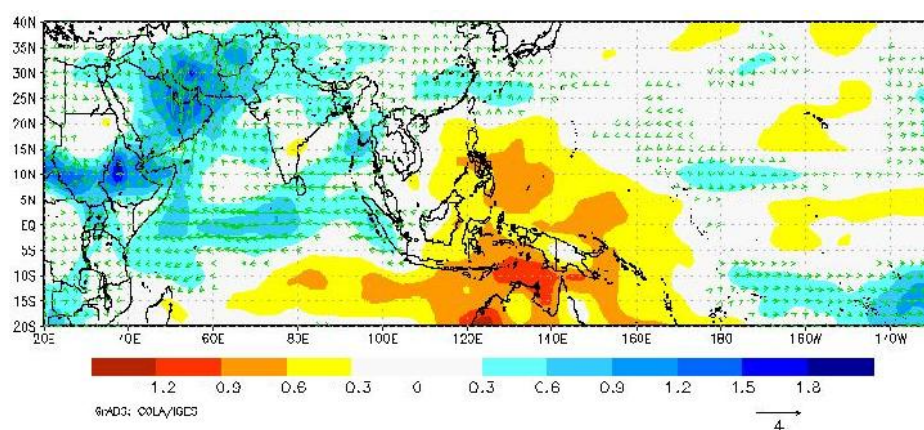 40N
35N
30N
25N
20N
15N
10N
5N
EQ
5S
10S
15S
20S
20E 40E 60E 80E 100E 120E 140E 160E 180 160W 140W
1.2 0.9 0.6 0.3 0 0.3 0.6 0.9 1.2 1.5 1.8
GrADS: COLA/IGES
4